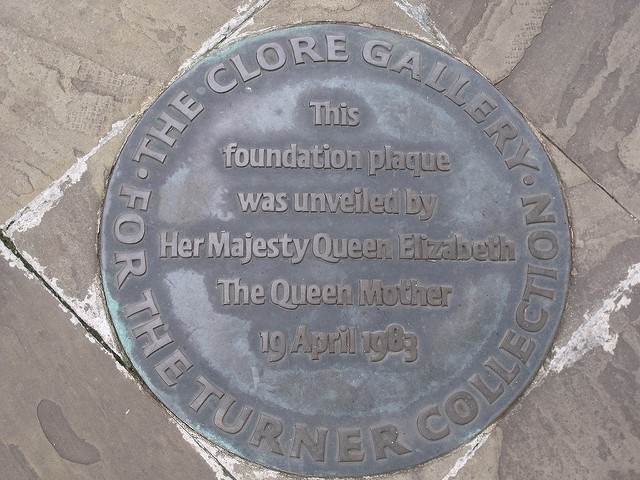 THE CLORE GALLERY ·
FOR THE TURNER COLLECTION ·
This
foundation plaque
was unveiled by
Her Majesty Queen Elizabeth
The Queen Mother
19 April 1983